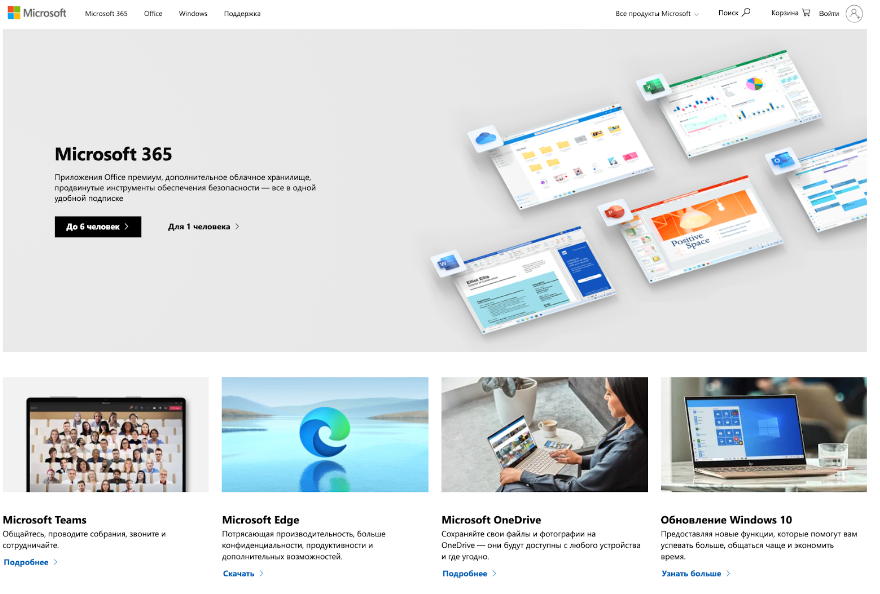 Microsoft
Microsoft 365
Office
Windows
Поддержка
Все продукты Microsoft
Поиск
Корзина
Войти
Microsoft 365
Приложения Office премиум, дополнительное облачное хранилище,
продвинутые инструменты обеспечения безопасности — все в одной
удобной подписке
До 6 человек
Для 1 человека
Positive
Space
Microsoft Teams
Общайтесь, проводите собрания, звоните и
сотрудничайте.
Подробнее
Microsoft Edge
Потрясающая производительность, больше
конфиденциальности, продуктивности и
дополнительных возможностей.
Скачать
Microsoft OneDrive
Сохраняйте свои файлы и фотографии на
OneDrive — они будут доступны с любого устройства
и где угодно.
Подробнее
Обновление Windows 10
Предоставляя новые функции, которые помогут вам
успевать больше, общаться чаще и экономить
время.
Узнать больше